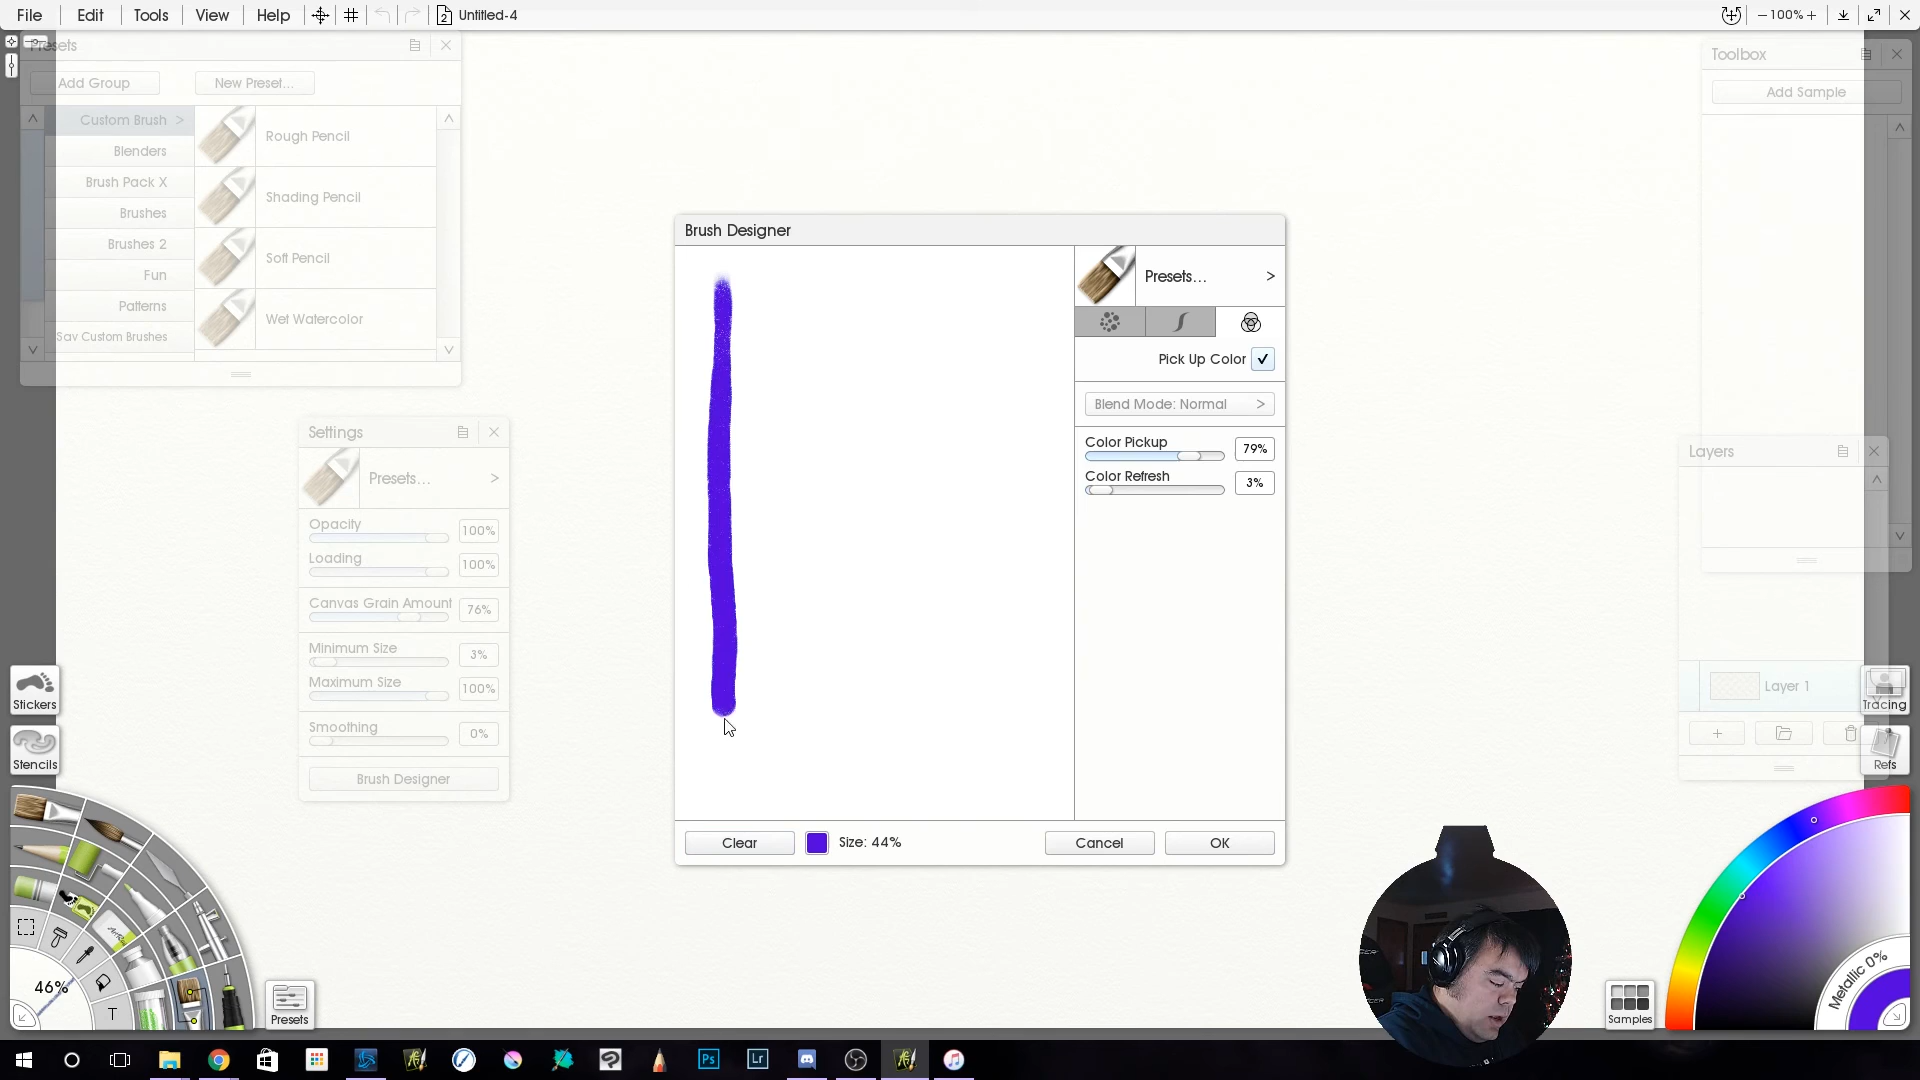 File Edit Tools View Help 2 Untitled-4 100%
Presets
Add Group New Preset...
Custom Brush >
Blenders
Brush Pack X
Brushes
Brushes 2
Fun
Patterns
Sav Custom Brushes
Rough Pencil
Shading Pencil
Soft Pencil
Wet Watercolor
Toolbox
Add Sample
Settings
Presets... >
Opacity 100%
Loading 100%
Canvas Grain Amount 76%
Minimum Size 3%
Maximum Size 100%
Smoothing 0%
Brush Designer
Brush Designer
Presets... >
Pick Up Color
Blend Mode: Normal >
Color Pickup 79%
Color Refresh 3%
Clear Size: 44% Cancel OK
Layers
Layer 1
Stickers
Stencils
Tracing
Refs
46%
T
Presets
Samples
Metallic 0%
Ps
Lr